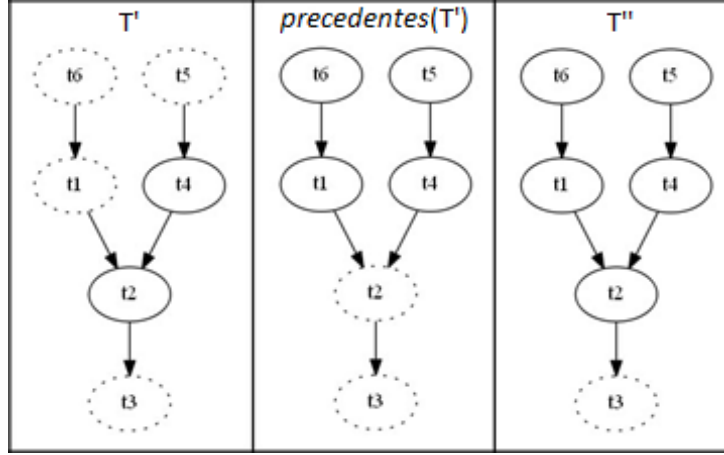 T' precedentes(T') T''
t6 t5 t6 t5 t6 t5
t1 t4 t1 t4 t1 t4
t2 t2 t2
t3 t3 t3